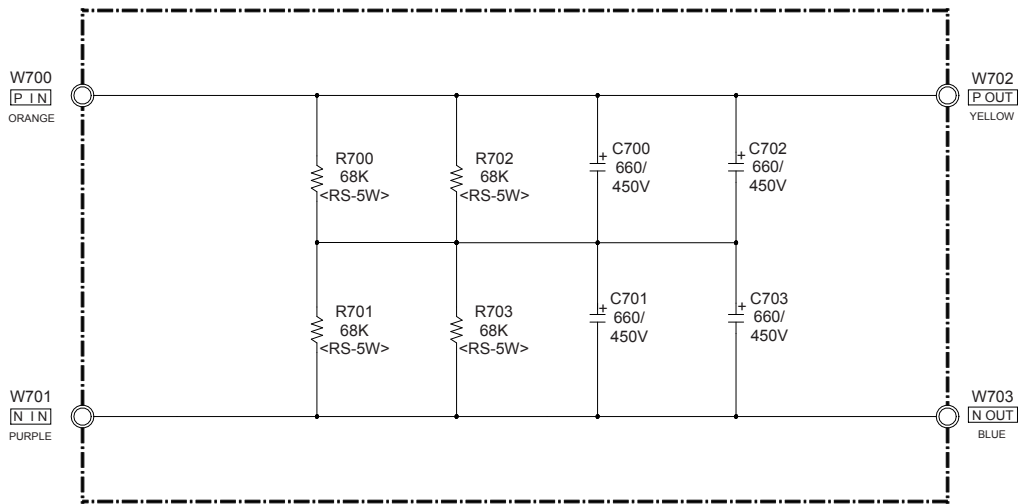 W700
P IN
ORANGE
W702
P OUT
YELLOW
R700
68K
<RS-5W>
R702
68K
<RS-5W>
+
C700
660/
450V
+
C702
660/
450V
R701
68K
<RS-5W>
R703
68K
<RS-5W>
+
C701
660/
450V
+
C703
660/
450V
W701
N IN
PURPLE
W703
N OUT
BLUE